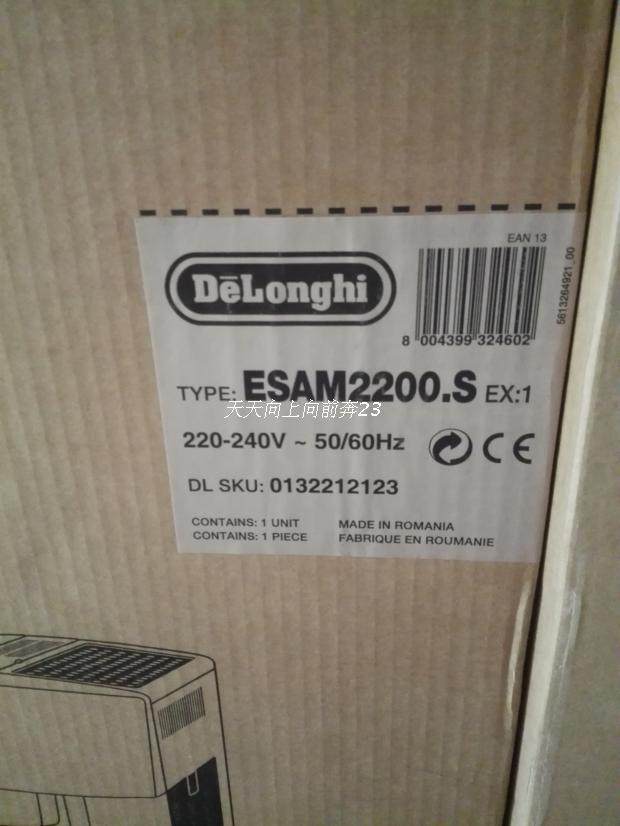 EAN 13
DeLonghi
8 004399 324602
5613264921_00
TYPE: ESAM2200.S EX:1
天天向上向前奔23
220-240V ~ 50/60Hz
CE
DL SKU: 0132212123
CONTAINS: 1 UNIT MADE IN ROMANIA
CONTAINS: 1 PIECE FABRIQUE EN ROUMANIE